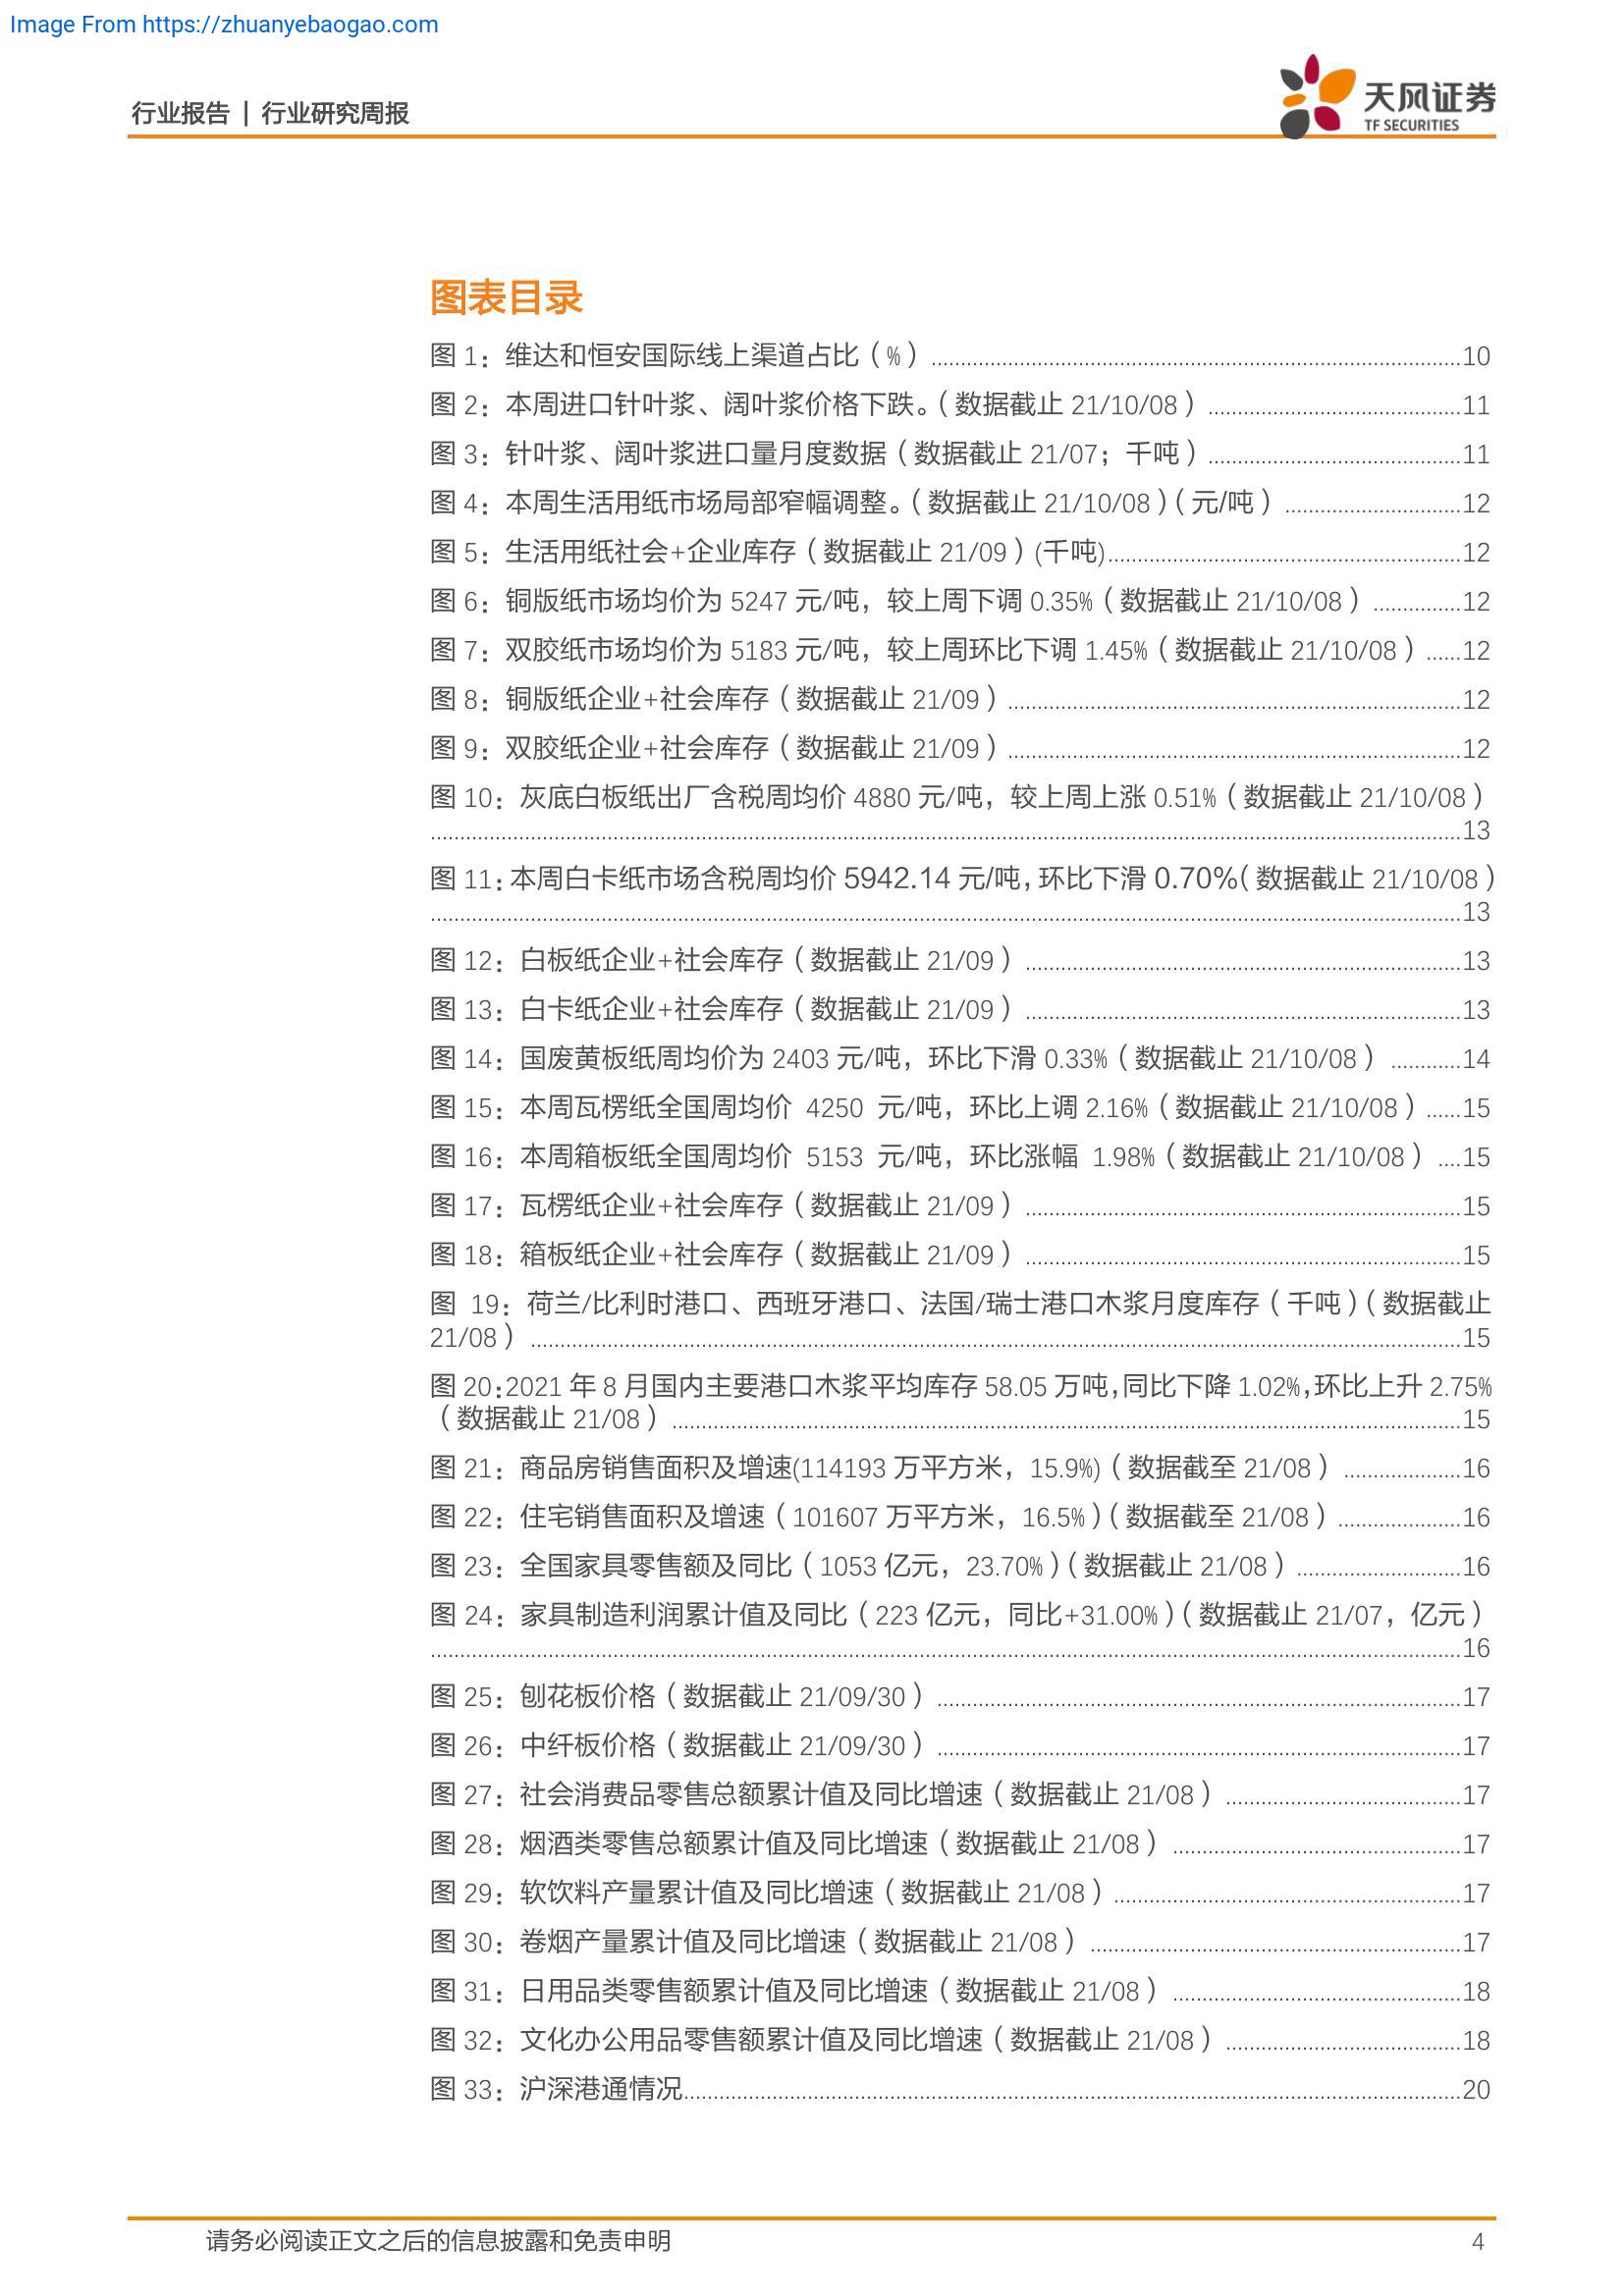 Image From https://zhuanyebaogao.com
行业报告 | 行业研究周报
天风证券
TF SECURITIES
图表目录
图 1：维达和恒安国际线上渠道占比（%）........10
图 2：本周进口针叶浆、阔叶浆价格下跌。（数据截止 21/10/08）........11
图 3：针叶浆、阔叶浆进口量月度数据（数据截止 21/07；千吨）........11
图 4：本周生活用纸市场局部窄幅调整。（数据截止 21/10/08）（元/吨）........12
图 5：生活用纸社会+企业库存（数据截止 21/09）(千吨)........12
图 6：铜版纸市场均价为 5247 元/吨，较上周下调 0.35%（数据截止 21/10/08）........12
图 7：双胶纸市场均价为 5183 元/吨，较上周环比下调 1.45%（数据截止 21/10/08）......12
图 8：铜版纸企业+社会库存（数据截止 21/09）........12
图 9：双胶纸企业+社会库存（数据截止 21/09）........12
图 10：灰底白板纸出厂含税周均价 4880 元/吨，较上周上涨 0.51%（数据截止 21/10/08）
........13
图 11：本周白卡纸市场含税周均价 5942.14 元/吨，环比下滑 0.70%（数据截止 21/10/08）
........13
图 12：白板纸企业+社会库存（数据截止 21/09）........13
图 13：白卡纸企业+社会库存（数据截止 21/09）........13
图 14：国废黄板纸周均价为 2403 元/吨，环比下滑 0.33%（数据截止 21/10/08）........14
图 15：本周瓦楞纸全国周均价 4250 元/吨，环比上调 2.16%（数据截止 21/10/08）......15
图 16：本周箱板纸全国周均价 5153 元/吨，环比涨幅 1.98%（数据截止 21/10/08）....15
图 17：瓦楞纸企业+社会库存（数据截止 21/09）........15
图 18：箱板纸企业+社会库存（数据截止 21/09）........15
图 19：荷兰/比利时港口、西班牙港口、法国/瑞士港口木浆月度库存（千吨）（数据截止
21/08）........15
图 20：2021 年 8 月国内主要港口木浆平均库存 58.05 万吨，同比下降 1.02%，环比上升 2.75%
（数据截止 21/08）........15
图 21：商品房销售面积及增速(114193 万平方米，15.9%)（数据截至 21/08）........16
图 22：住宅销售面积及增速（101607 万平方米，16.5%）（数据截至 21/08）........16
图 23：全国家具零售额及同比（1053 亿元，23.70%）（数据截止 21/08）........16
图 24：家具制造利润累计值及同比（223 亿元，同比+31.00%）（数据截止 21/07，亿元）
........16
图 25：刨花板价格（数据截止 21/09/30）........17
图 26：中纤板价格（数据截止 21/09/30）........17
图 27：社会消费品零售总额累计值及同比增速（数据截止 21/08）........17
图 28：烟酒类零售总额累计值及同比增速（数据截止 21/08）........17
图 29：软饮料产量累计值及同比增速（数据截止 21/08）........17
图 30：卷烟产量累计值及同比增速（数据截止 21/08）........17
图 31：日用品类零售额累计值及同比增速（数据截止 21/08）........18
图 32：文化办公用品零售额累计值及同比增速（数据截止 21/08）........18
图 33：沪深港通情况........20
请务必阅读正文之后的信息披露和免责申明
4